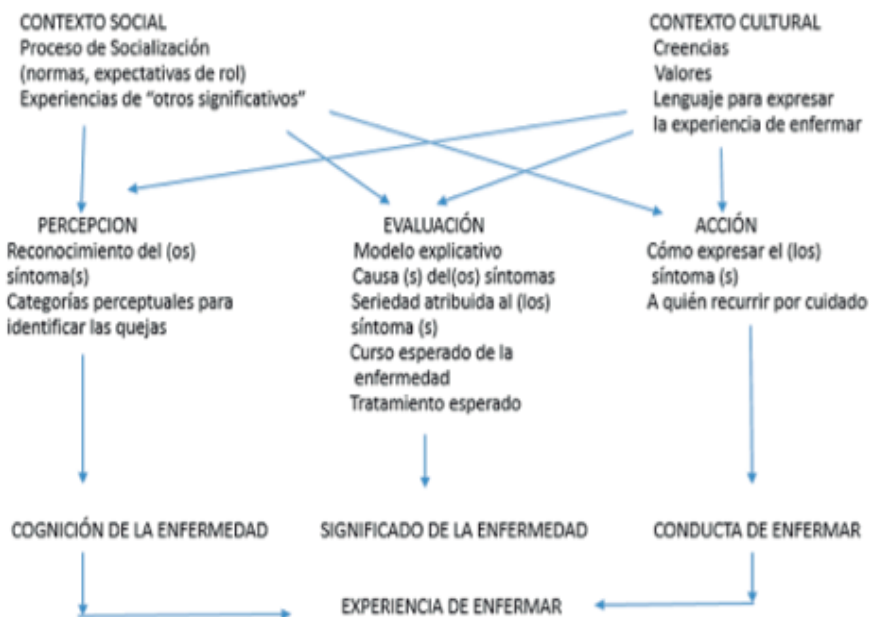 CONTEXTO SOCIAL
Proceso de Socialización
(normas, expectativas de rol)
Experiencias de "otros significativos"
CONTEXTO CULTURAL
Creencias
Valores
Lenguaje para expresar
la experiencia de enfermar
PERCEPCION
Reconocimiento del (os)
síntoma(s)
Categorías perceptuales para
identificar las quejas
EVALUACIÓN
Modelo explicativo
Causa (s) del(os) síntomas
Seriedad atribuida al (los)
síntoma (s)
Curso esperado de la
enfermedad
Tratamiento esperado
ACCIÓN
Cómo expresar el (los)
síntoma (s)
A quién recurrir por cuidado
COGNICIÓN DE LA ENFERMEDAD
SIGNIFICADO DE LA ENFERMEDAD
CONDUCTA DE ENFERMAR
EXPERIENCIA DE ENFERMAR